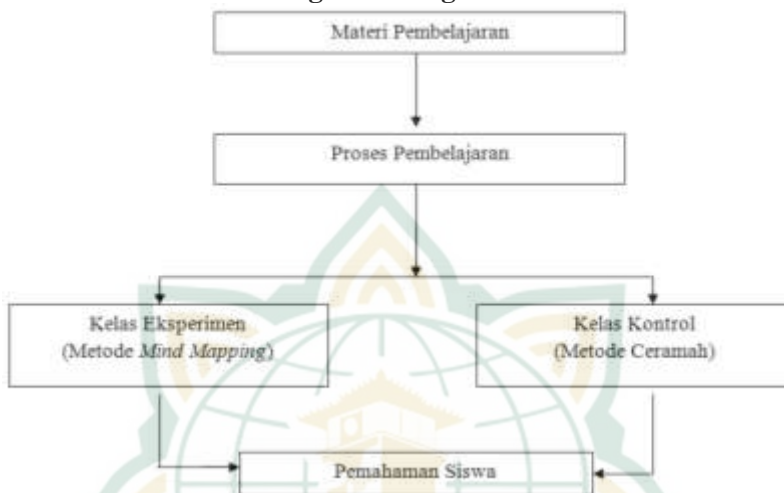 Materi Pembelajaran
Proses Pembelajaran
Kelas Eksperimen
(Metode Mind Mapping)
Kelas Kontrol
(Metode Ceramah)
Pemahaman Siswa